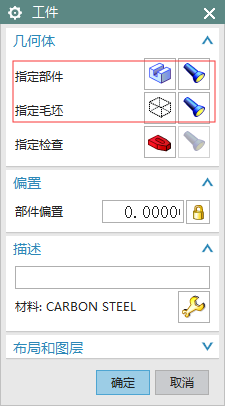 工件
几何体
指定部件
指定毛坯
指定检查
偏置
部件偏置
0.0000
描述
材料: CARBON STEEL
布局和图层
确定 取消